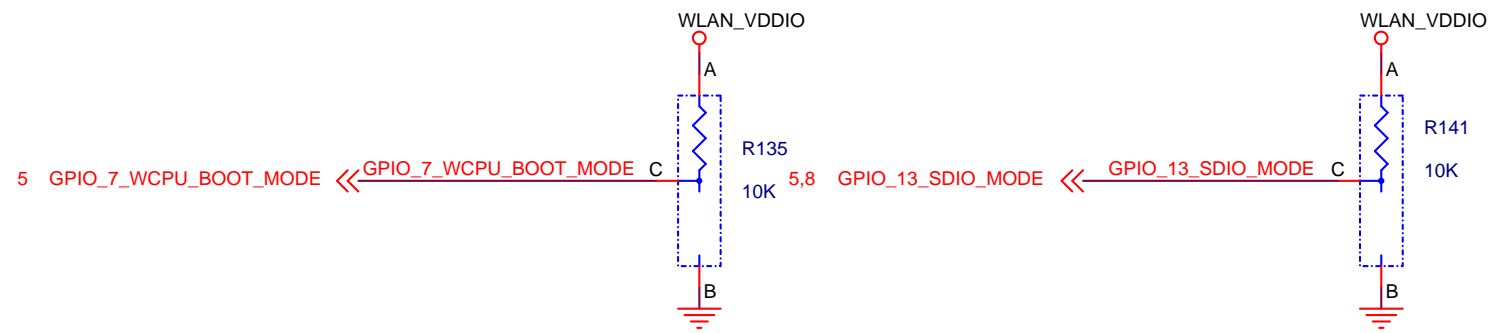 WLAN_VDDIO
A
R135
5 GPIO_7_WCPU_BOOT_MODE GPIO_7_WCPU_BOOT_MODE C
10K
B
WLAN_VDDIO
A
R141
5,8 GPIO_13_SDIO_MODE GPIO_13_SDIO_MODE C
10K
B